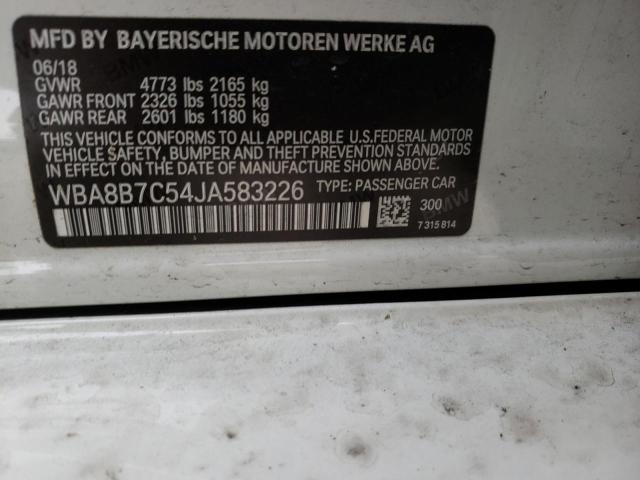 MFD BY BAYERISCHE MOTOREN WERKE AG
06/18
GVWR 4773 lbs 2165 kg
GAWR FRONT 2326 lbs 1055 kg
GAWR REAR 2601 lbs 1180 kg
THIS VEHICLE CONFORMS TO ALL APPLICABLE U.S.FEDERAL MOTOR
VEHICLE SAFETY, BUMPER AND THEFT PREVENTION STANDARDS
IN EFFECT ON THE DATE OF MANUFACTURE SHOWN ABOVE.
WBA8B7C54JA583226 TYPE: PASSENGER CAR
300
7 315 814